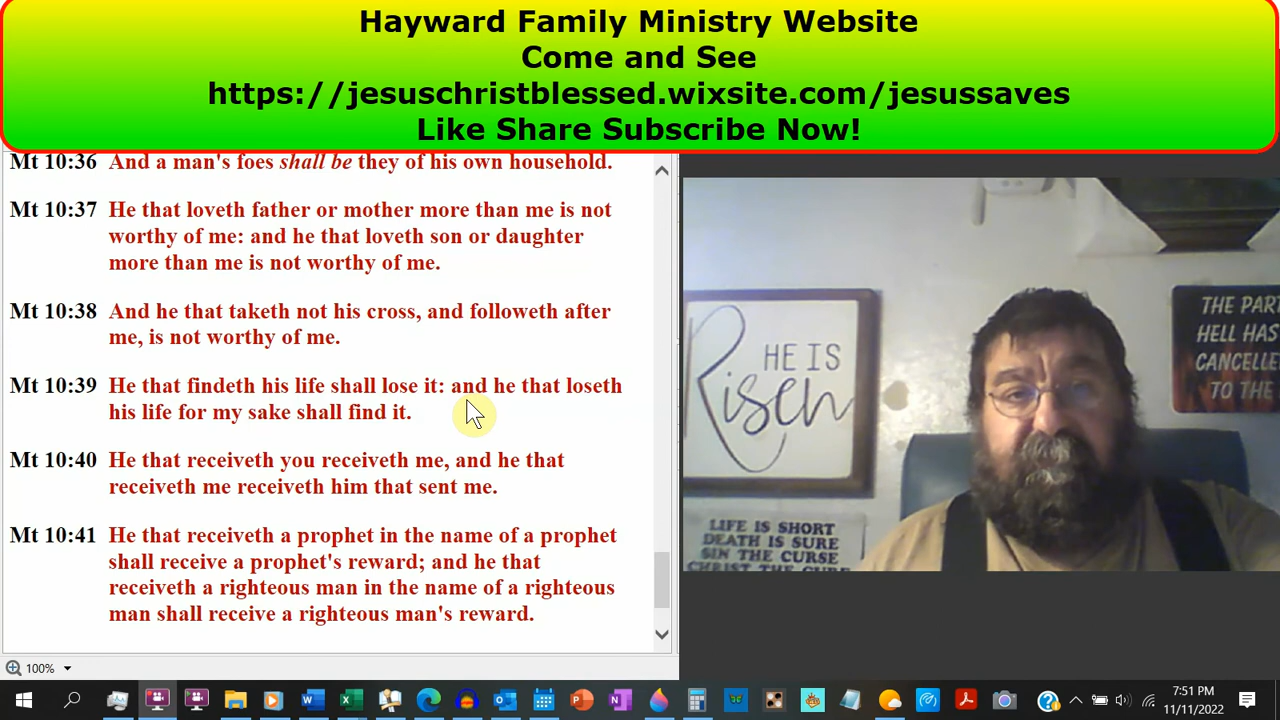 Hayward Family Ministry Website
Come and See
https://jesuschristblessed.wixsite.com/jesussaves
Like Share Subscribe Now!
Mt 10:36 And a man's foes shall be they of his own household.
Mt 10:37 He that loveth father or mother more than me is not
worthy of me: and he that loveth son or daughter
more than me is not worthy of me.
Mt 10:38 And he that taketh not his cross, and followeth after
me, is not worthy of me.
Mt 10:39 He that findeth his life shall lose it: and he that loseth
his life for my sake shall find it.
Mt 10:40 He that receiveth you receiveth me, and he that
receiveth me receiveth him that sent me.
Mt 10:41 He that receiveth a prophet in the name of a prophet
shall receive a prophet's reward; and he that
receiveth a righteous man in the name of a righteous
man shall receive a righteous man's reward.
HE IS
Risen
THE PAR
HELL HAS
CANCELLE
TO THE
LIFE IS SHORT
DEATH IS SURE
SIN THE CURSE
CHRIST THE CURE
100%
7:51 PM
11/11/2022